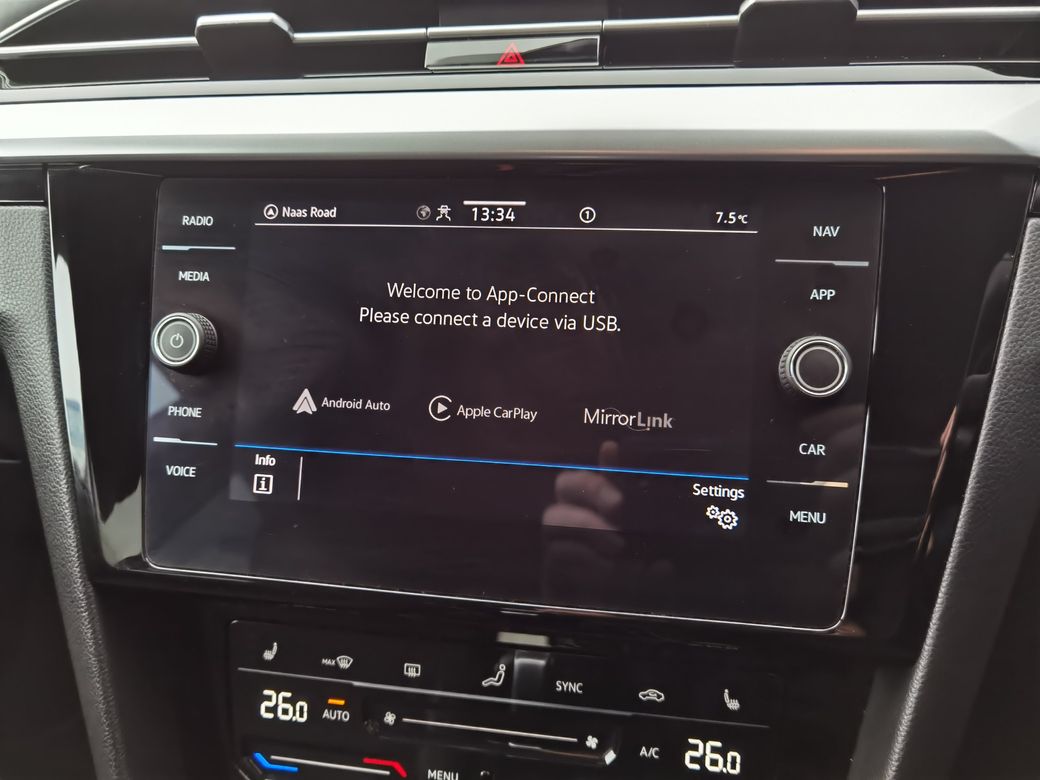 Naas Road
13:34
1
7.5°C
RADIO
NAV
MEDIA
APP
Welcome to App-Connect
Please connect a device via USB.
Android Auto
Apple CarPlay
MirrorLink
PHONE
CAR
VOICE
Info
i
Settings
MENU
MAX
SYNC
26.0
AUTO
A/C
26.0
MENU